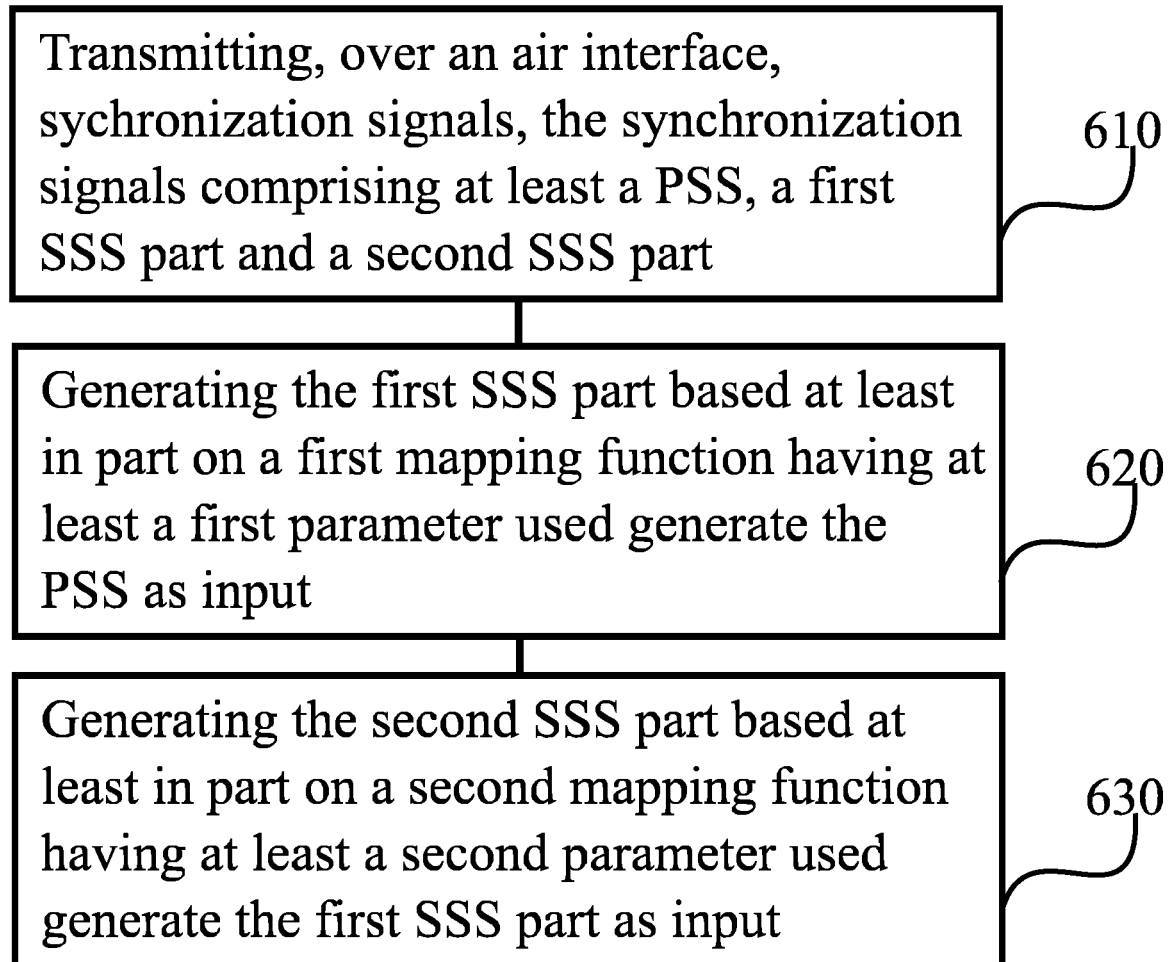 Transmitting, over an air interface,
sychronization signals, the synchronization
signals comprising at least a PSS, a first
SSS part and a second SSS part
610
Generating the first SSS part based at least
in part on a first mapping function having at
least a first parameter used generate the
PSS as input
620
Generating the second SSS part based at
least in part on a second mapping function
having at least a second parameter used
generate the first SSS part as input
630